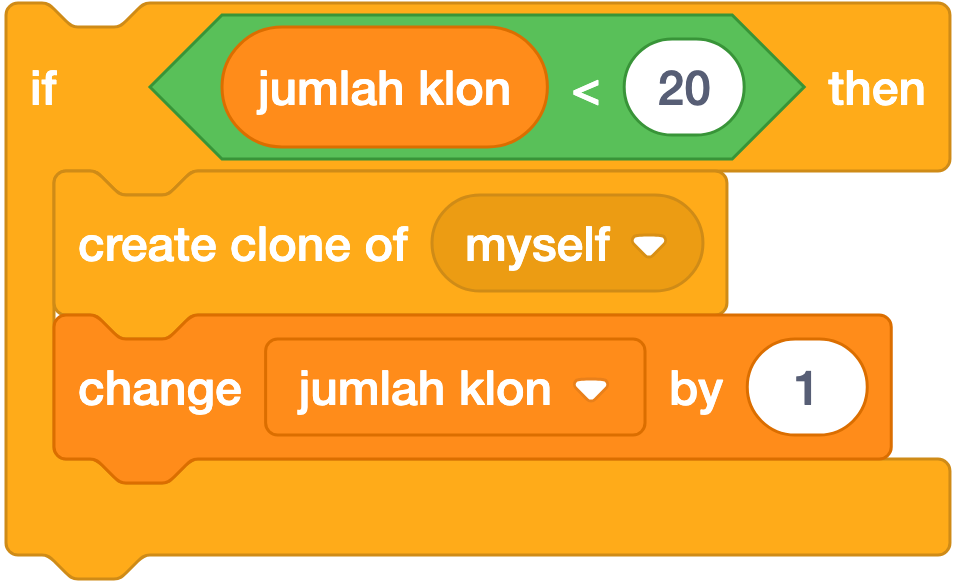 if jumlah klon < 20 then
create clone of myself
change jumlah klon by 1